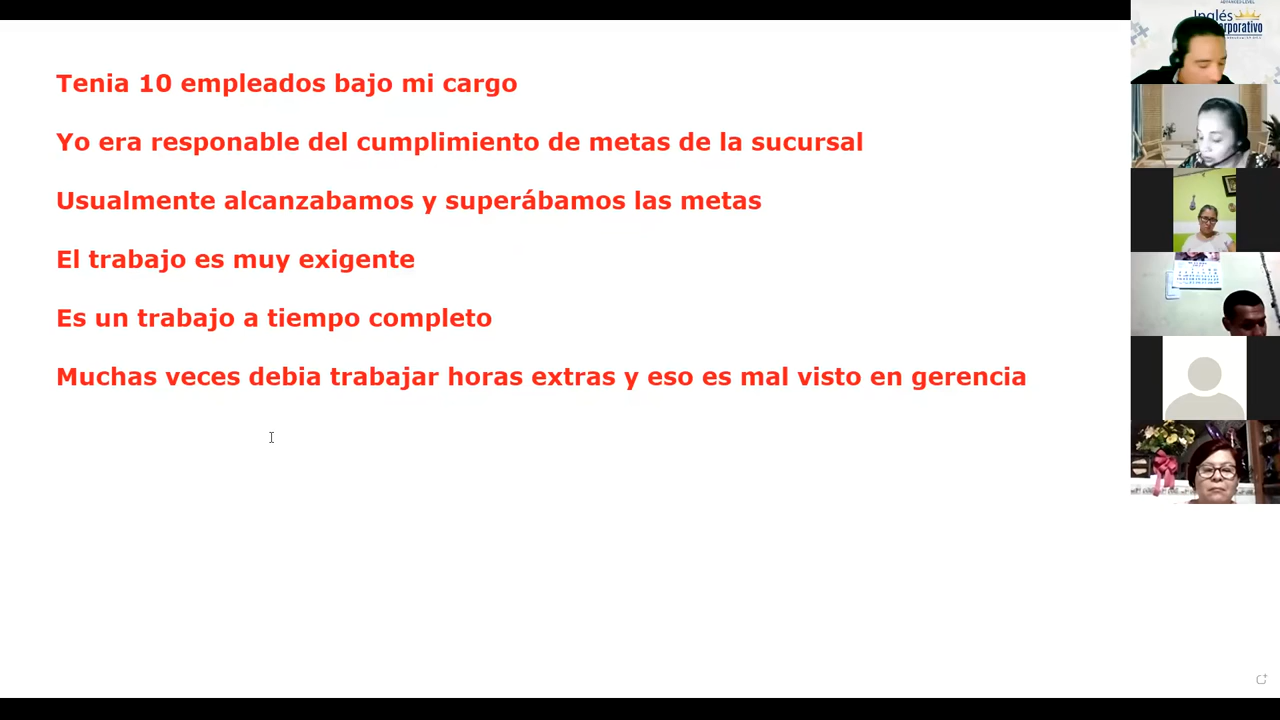 Tenia 10 empleados bajo mi cargo
Yo era responable del cumplimiento de metas de la sucursal
Usualmente alcanzabamos y superábamos las metas
El trabajo es muy exigente
Es un trabajo a tiempo completo
Muchas veces debia trabajar horas extras y eso es mal visto en gerencia
Inglés